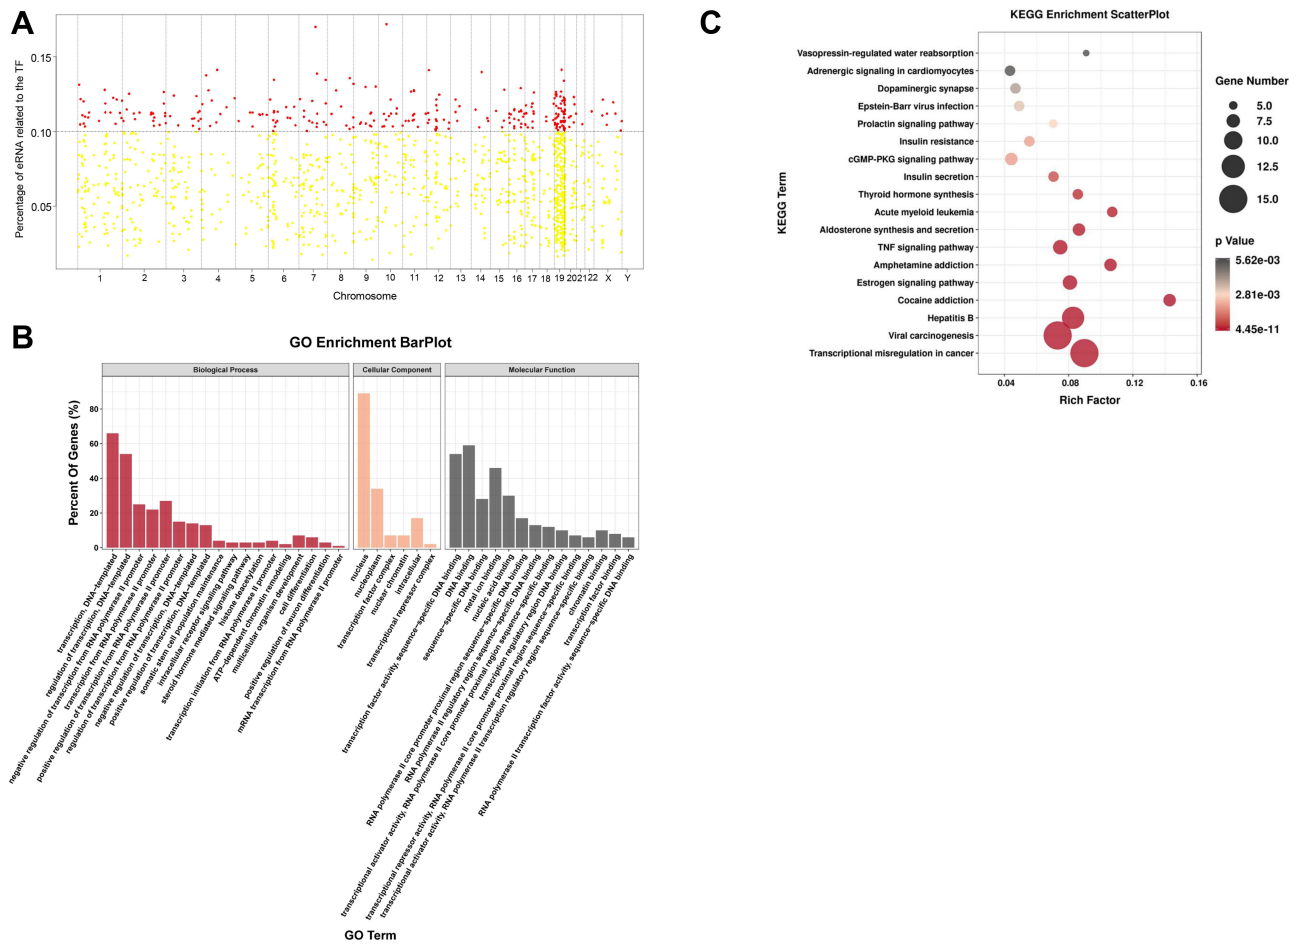 A
Percentage of eRNA related to the TF
0.15
0.10
0.05
1 2 3 4 5 6 7 8 9 10 11 12 13 14 15 16 17 18 19 20 21 22 X Y
Chromosome
B
GO Enrichment BarPlot
Biological Process
Cellular Component
Molecular Function
Percent Of Genes (%)
80
60
40
20
0
transcription, DNA−templated
regulation of transcription, DNA−templated
negative regulation of transcription from RNA polymerase II promoter
transcription from RNA polymerase II promoter
positive regulation of transcription from RNA polymerase II promoter
regulation of transcription from RNA polymerase II promoter
negative regulation of transcription, DNA−templated
positive regulation of transcription, DNA−templated
somatic stem cell population maintenance
intracellular receptor signaling pathway
steroid hormone mediated signaling pathway
histone deacetylation
transcription initiation from RNA polymerase II promoter
ATP−dependent chromatin remodeling
multicellular organism development
cell differentiation
positive regulation of neuron differentiation
mRNA transcription from RNA polymerase II promoter
nucleus
nucleoplasm
transcription factor complex
nuclear chromatin
intracellular
transcriptional repressor complex
transcription factor activity, sequence−specific DNA binding
DNA binding
sequence−specific DNA binding
metal ion binding
nucleic acid binding
RNA polymerase II core promoter proximal region sequence−specific DNA binding
RNA polymerase II regulatory region sequence−specific DNA binding
transcriptional activator activity, RNA polymerase II core promoter proximal region sequence−specific binding
transcription regulatory region DNA binding
transcriptional repressor activity, RNA polymerase II core promoter proximal region sequence−specific binding
transcriptional activator activity, RNA polymerase II transcription regulatory region sequence−specific binding
chromatin binding
transcription factor binding
RNA polymerase II transcription factor activity, sequence−specific DNA binding
GO Term
C
KEGG Enrichment ScatterPlot
KEGG Term
Vasopressin-regulated water reabsorption
Adrenergic signaling in cardiomyocytes
Dopaminergic synapse
Epstein-Barr virus infection
Prolactin signaling pathway
Insulin resistance
cGMP-PKG signaling pathway
Insulin secretion
Thyroid hormone synthesis
Acute myeloid leukemia
Aldosterone synthesis and secretion
TNF signaling pathway
Amphetamine addiction
Estrogen signaling pathway
Cocaine addiction
Hepatitis B
Viral carcinogenesis
Transcriptional misregulation in cancer
0.04 0.08 0.12 0.16
Rich Factor
Gene Number
5.0
7.5
10.0
12.5
15.0
p Value
5.62e−03
2.81e−03
4.45e−11